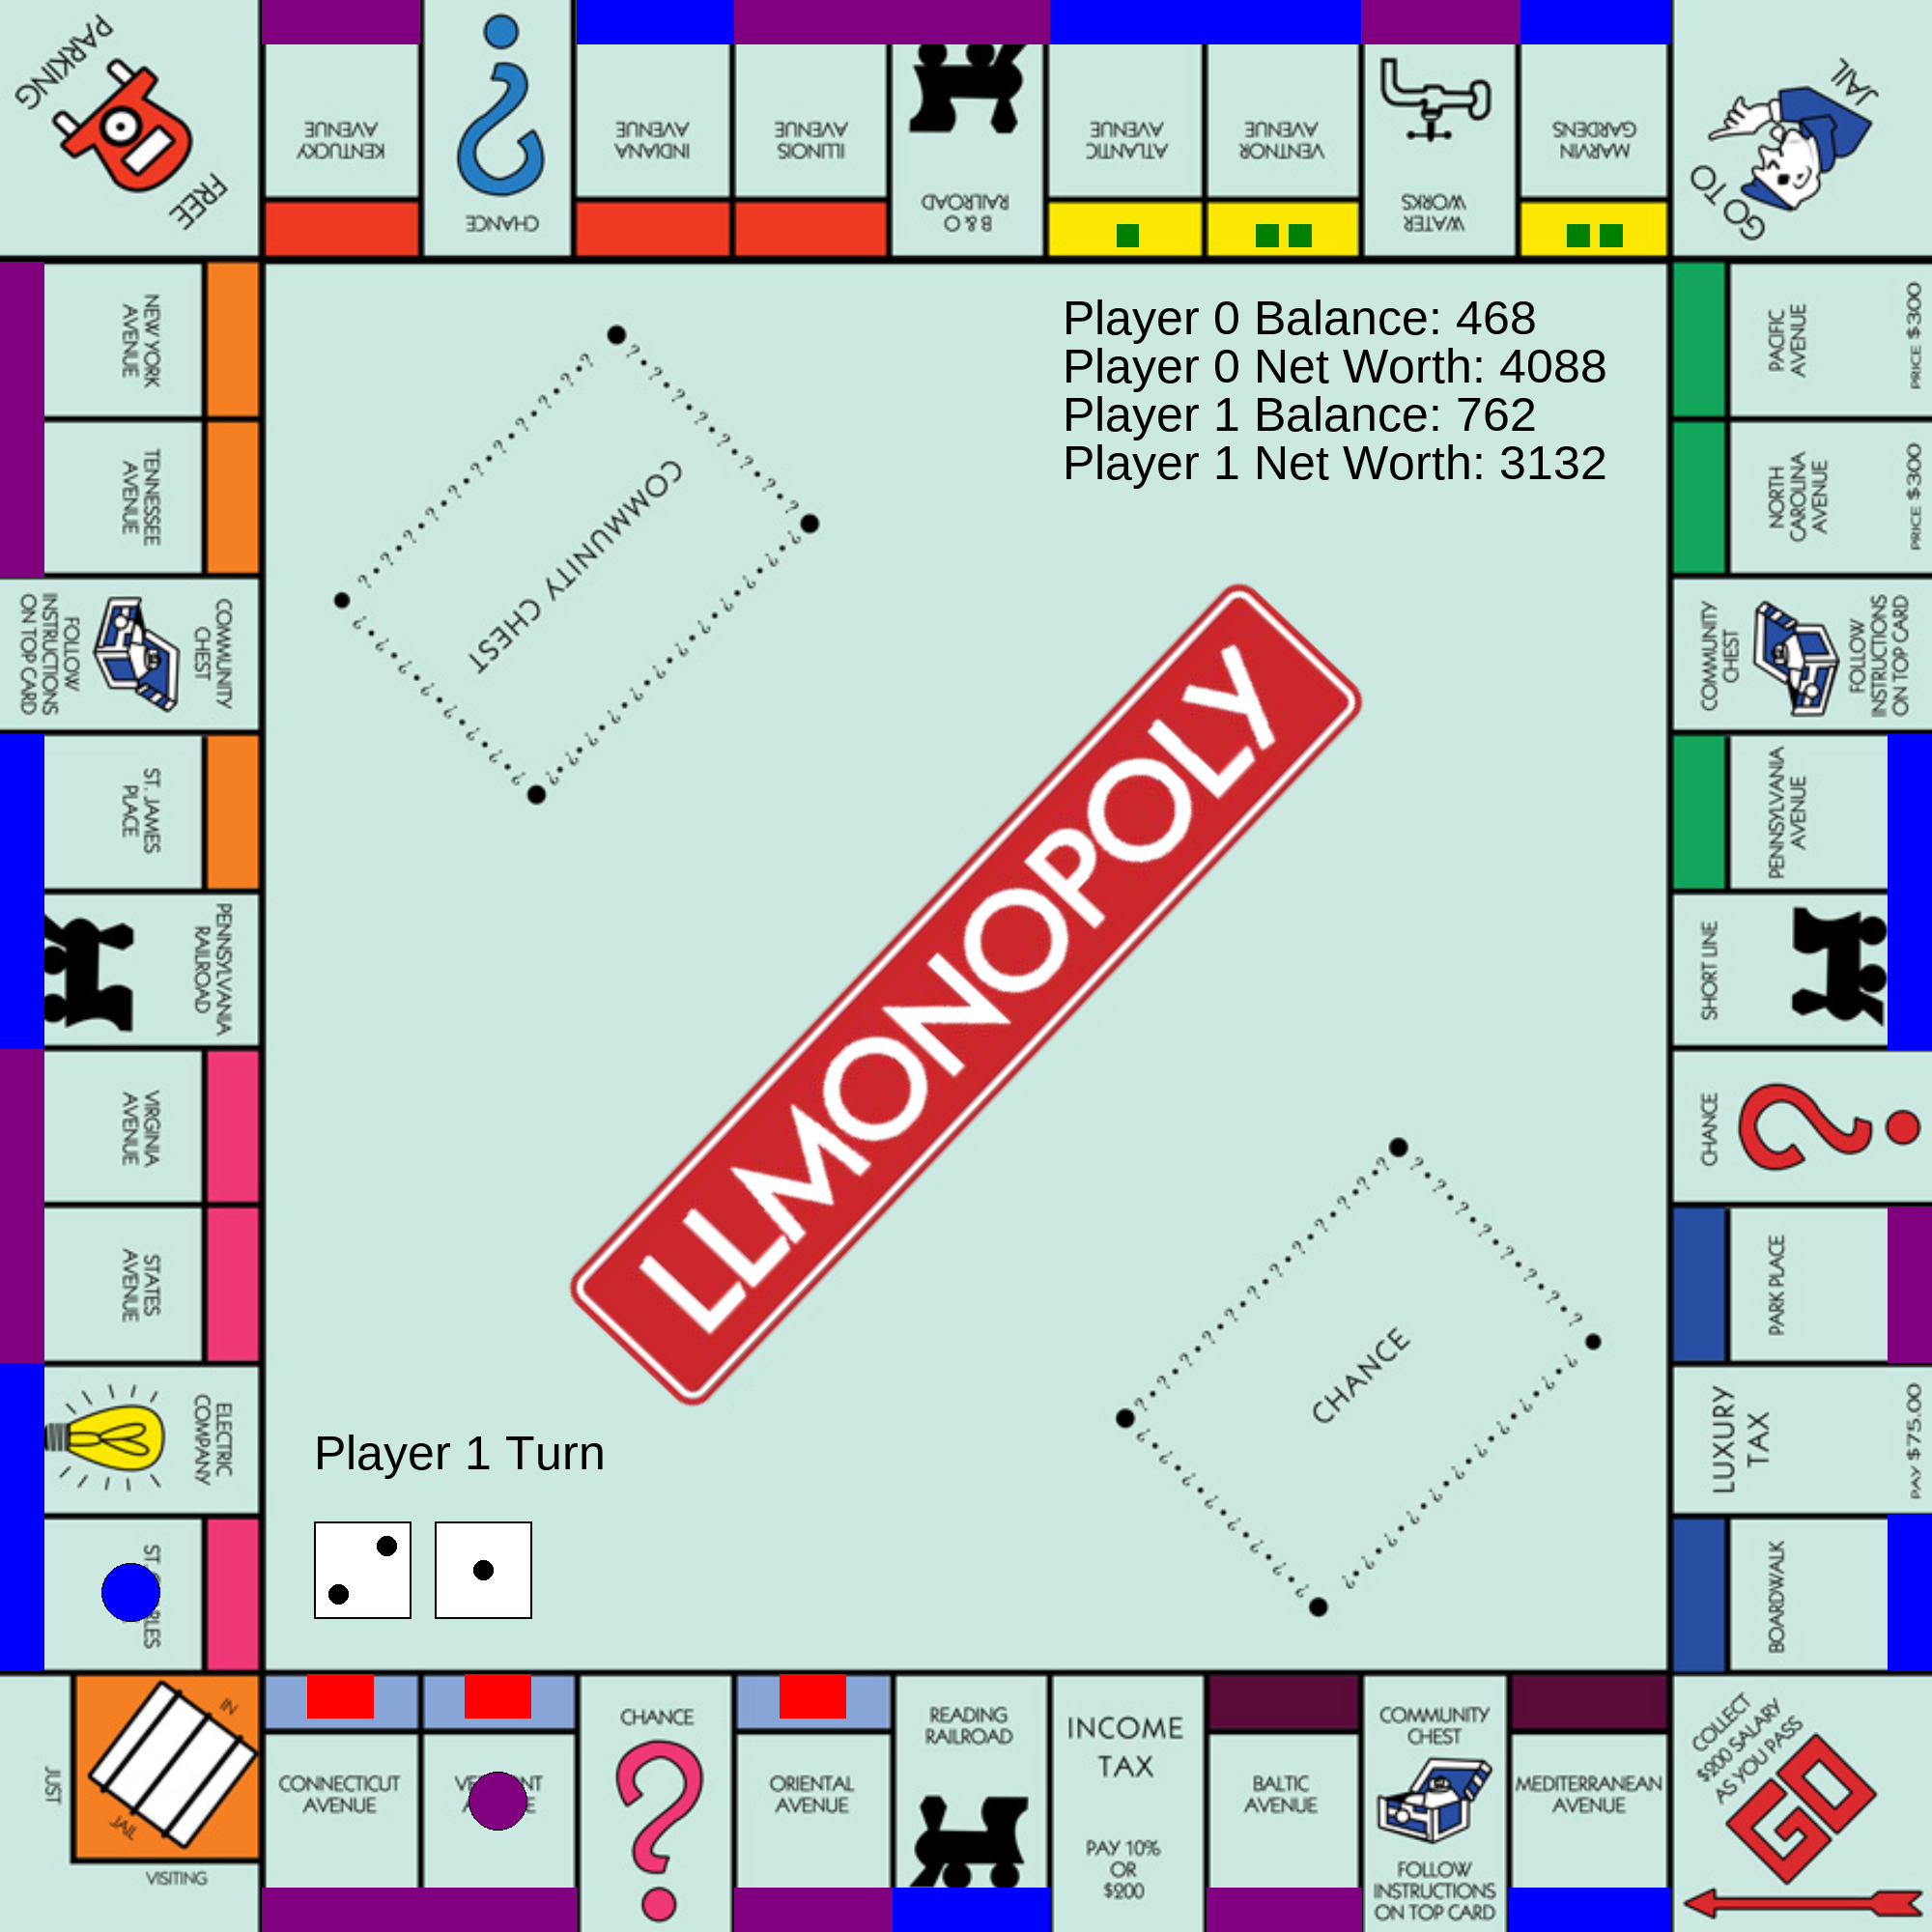 PARKING
FREE
KENTUCKY
AVENUE
CHANCE
INDIANA
AVENUE
ILLINOIS
AVENUE
B & O
RAILROAD
ATLANTIC
AVENUE
VENTNOR
AVENUE
WATER
WORKS
MARVIN
GARDENS
GO TO
JAIL
NEW YORK
AVENUE
TENNESSEE
AVENUE
COMMUNITY
CHEST
FOLLOW
INSTRUCTIONS
ON TOP CARD
ST. JAMES
PLACE
PENNSYLVANIA
RAILROAD
VIRGINIA
AVENUE
STATES
AVENUE
ELECTRIC
COMPANY
Player 0 Balance: 468
Player 0 Net Worth: 4088
Player 1 Balance: 762
Player 1 Net Worth: 3132
COMMUNITY CHEST
LLMONOPOLY
CHANCE
Player 1 Turn
PACIFIC
AVENUE
PRICE $300
NORTH
CAROLINA
AVENUE
PRICE $300
COMMUNITY
CHEST
FOLLOW
INSTRUCTIONS
ON TOP CARD
PENNSYLVANIA
AVENUE
SHORT LINE
CHANCE
PARK PLACE
LUXURY
TAX
PAY $75.00
BOARDWALK
JUST
VISITING
IN
JAIL
CONNECTICUT
AVENUE
CHANCE
ORIENTAL
AVENUE
READING
RAILROAD
INCOME
TAX
PAY 10%
OR
$200
BALTIC
AVENUE
COMMUNITY
CHEST
FOLLOW
INSTRUCTIONS
ON TOP CARD
MEDITERRANEAN
AVENUE
COLLECT
$200 SALARY
AS YOU PASS
GO